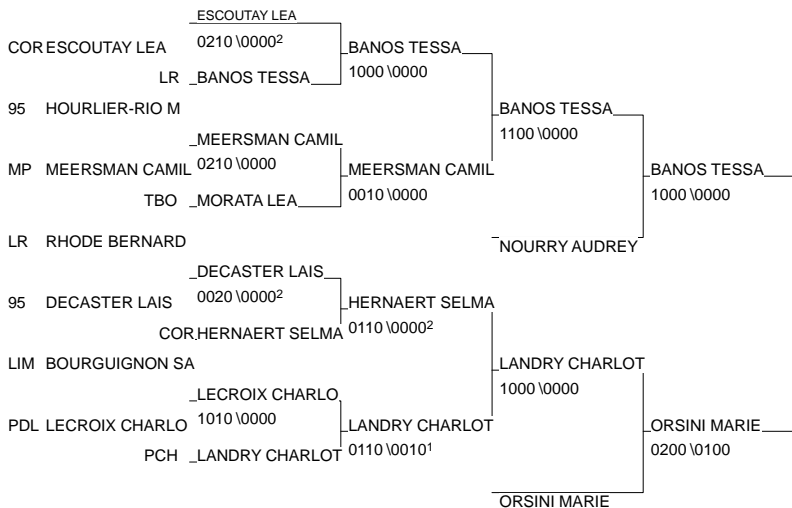 ESCOUTAY LEA
COR ESCOUTAY LEA 0210 \0000² BANOS TESSA
LR BANOS TESSA 1000 \0000
95 HOURLIER-RIO M BANOS TESSA
MEERSMAN CAMIL 1100 \0000
MP MEERSMAN CAMIL 0210 \0000 MEERSMAN CAMIL BANOS TESSA
TBO MORATA LEA 0010 \0000 1000 \0000
LR RHODE BERNARD NOURRY AUDREY
DECASTER LAIS
95 DECASTER LAIS 0020 \0000² HERNAERT SELMA
COR HERNAERT SELMA 0110 \0000²
LIM BOURGUIGNON SA LANDRY CHARLOT
LECROIX CHARLO 1000 \0000
PDL LECROIX CHARLO 1010 \0000 LANDRY CHARLOT ORSINI MARIE
PCH LANDRY CHARLOT 0110 \0010¹ 0200 \0100
ORSINI MARIE